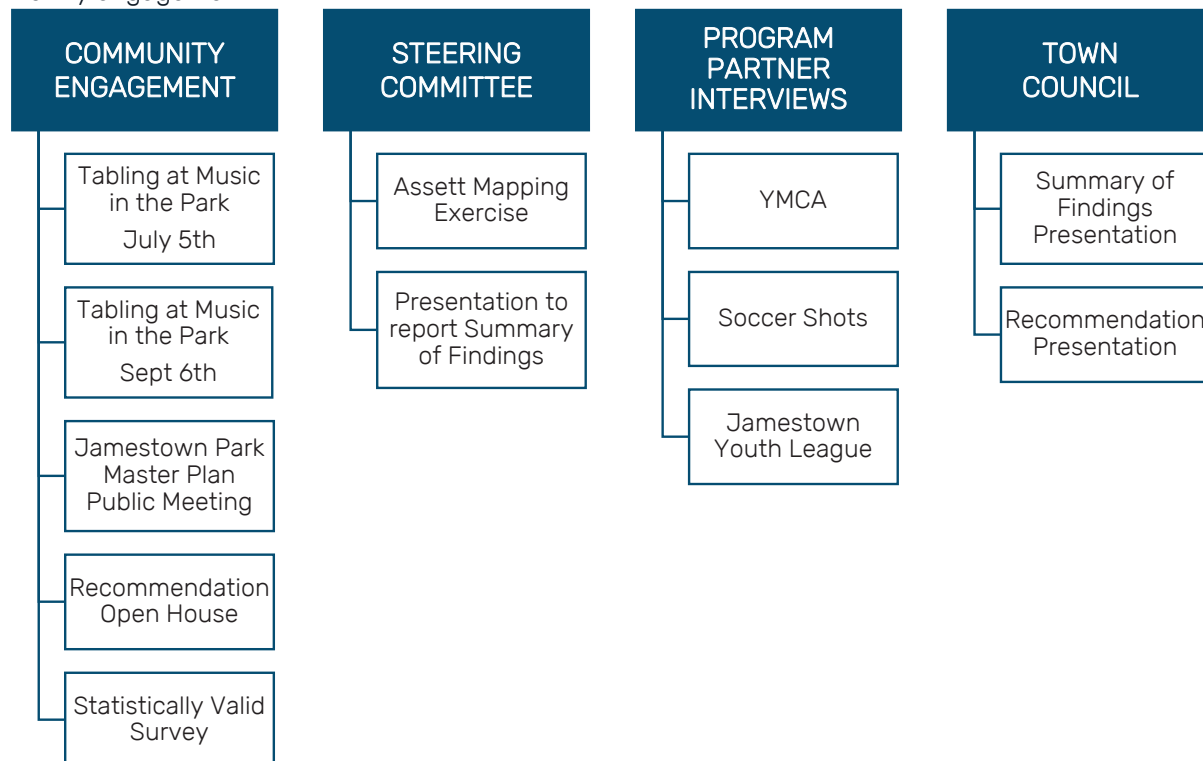 COMMUNITY
ENGAGEMENT
Tabling at Music
in the Park
July 5th
Tabling at Music
in the Park
Sept 6th
Jamestown Park
Master Plan
Public Meeting
Recommendation
Open House
Statistically Valid
Survey
STEERING
COMMITTEE
Assett Mapping
Exercise
Presentation to
report Summary
of Findings
PROGRAM
PARTNER
INTERVIEWS
YMCA
Soccer Shots
Jamestown
Youth League
TOWN
COUNCIL
Summary of
Findings
Presentation
Recommendation
Presentation